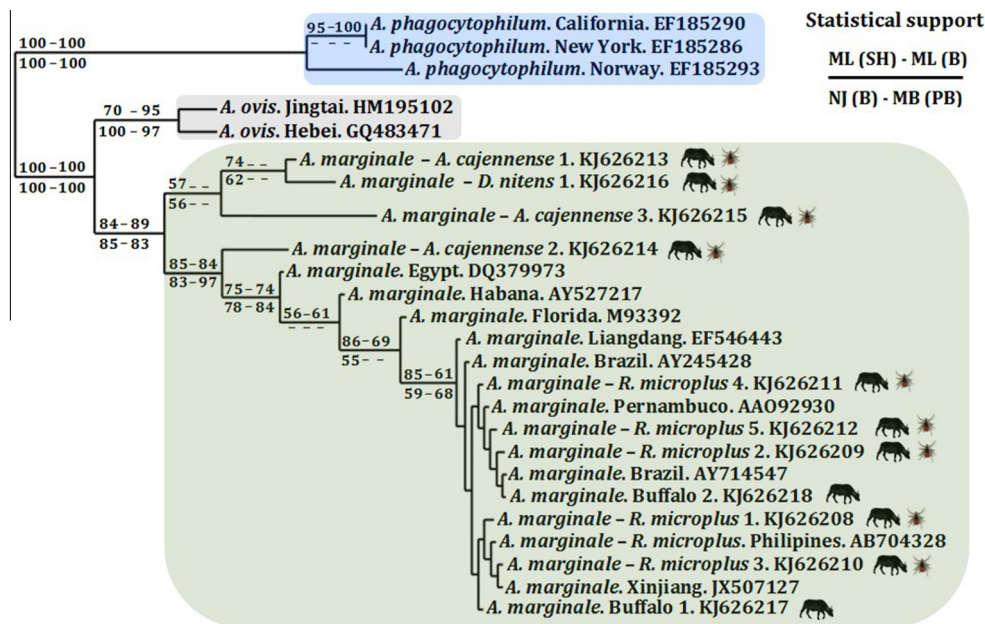 Statistical support
ML (SH) - ML (B)
NJ (B) - MB (PB)
95-100
- - -
A. phagocytophilum. California. EF185290
A. phagocytophilum. New York. EF185286
A. phagocytophilum. Norway. EF185293
100-100
100-100
70 - 95
100-97
A. ovis. Jingtai. HM195102
A. ovis. Hebei. GQ483471
100-100
100-100
74- -
62- -
A. marginale – A. cajennense 1. KJ626213
A. marginale – D. nitens 1. KJ626216
57- -
56- -
A. marginale – A. cajennense 3. KJ626215
84-89
85-83
A. marginale – A. cajennense 2. KJ626214
85-84
83-97
A. marginale. Egypt. DQ379973
75-74
78-84
A. marginale. Habana. AY527217
56-61
- - -
A. marginale. Florida. M93392
86-69
55- -
A. marginale. Liangdang. EF546443
A. marginale. Brazil. AY245428
85-61
59-68
A. marginale – R. microplus 4. KJ626211
A. marginale. Pernambuco. AAO92930
A. marginale – R. microplus 5. KJ626212
A. marginale – R. microplus 2. KJ626209
A. marginale. Brazil. AY714547
A. marginale. Buffalo 2. KJ626218
A. marginale – R. microplus 1. KJ626208
A. marginale – R. microplus. Philipines. AB704328
A. marginale – R. microplus 3. KJ626210
A. marginale. Xinjiang. JX507127
A. marginale. Buffalo 1. KJ626217